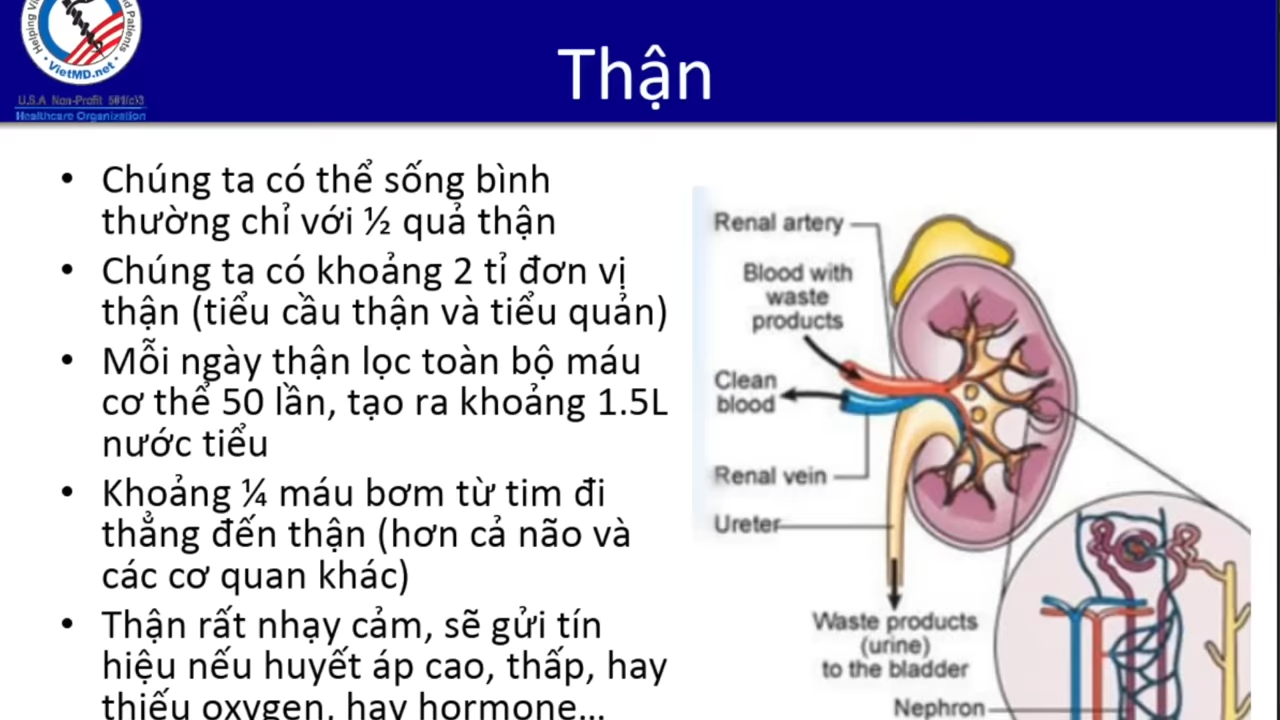 Helping Vi
d Patients
• VietMD.net •
U.S.A Non-Profit 501(c)3
Healthcare Organization
Thận
• Chúng ta có thể sống bình
thường chỉ với ½ quả thận
• Chúng ta có khoảng 2 tỉ đơn vị
thận (tiểu cầu thận và tiểu quản)
• Mỗi ngày thận lọc toàn bộ máu
cơ thể 50 lần, tạo ra khoảng 1.5L
nước tiểu
• Khoảng ¼ máu bơm từ tim đi
thẳng đến thận (hơn cả não và
các cơ quan khác)
• Thận rất nhạy cảm, sẽ gửi tín
hiệu nếu huyết áp cao, thấp, hay
thiếu oxygen, hay hormone...
Renal artery
Blood with
waste
products
Clean
blood
Renal vein
Ureter
Waste products
(urine)
to the bladder
Nephron